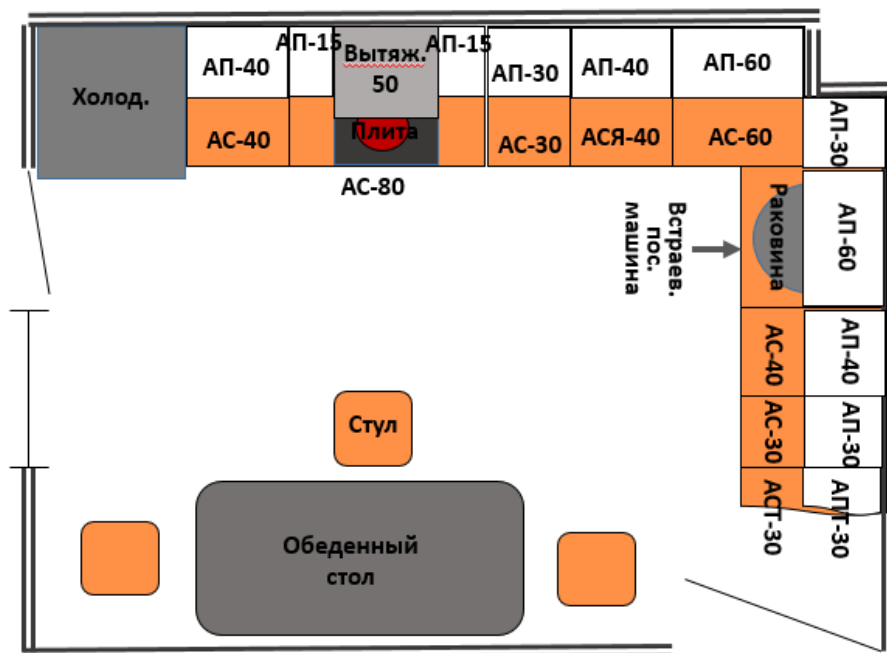 Холод.
АП-40
АП-15
Вытяж.
50
АП-15
АП-30
АП-40
АП-60
АС-40
Плита
АС-30
АСЯ-40
АС-60
АП-30
АС-80
Встраев.
пос.
машина
Раковина
АП-60
АС-40
АП-40
АС-30
АП-30
АСТ-30
АПТ-30
Стул
Обеденный
стол